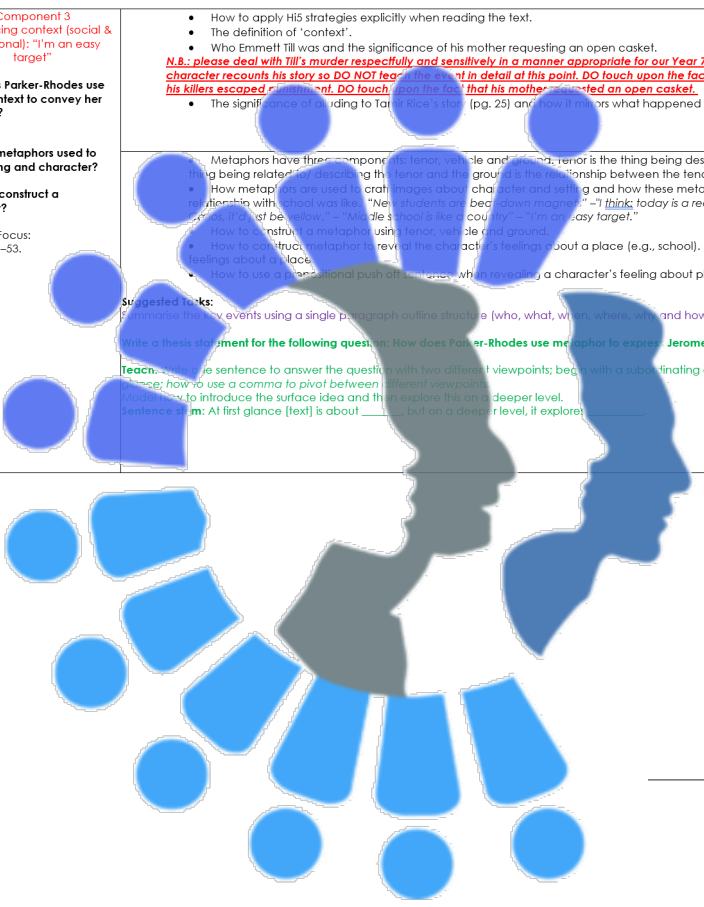 Component 3
cing context (social &
onal): "I'm an easy
target"
s Parker-Rhodes use
ntext to convey her
?
metaphors used to
ng and character?
construct a
?
Focus:
–53.
• How to apply Hi5 strategies explicitly when reading the text.
• The definition of 'context'.
• Who Emmett Till was and the significance of his mother requesting an open casket.
N.B.: please deal with Till's murder respectfully and sensitively in a manner appropriate for our Year 7
character recounts his story so DO NOT teach the event in detail at this point. DO touch upon the fac
his killers escaped punishment. DO touch upon the fact that his mother requested an open casket.
• The significance of alluding to Tamir Rice's story (pg. 25) and how it mirrors what happened
• Metaphors have three components: tenor, vehicle and ground. Tenor is the thing being des
thing being related to/ describing the tenor and the ground is the relationship between the teno
• How metaphors are used to craft images about character and setting and how these meta
relationship with school was like. "New students are beat-down magnets." –"I think: today is a re
it'd just be yellow." – "Middle school is like a country" – "I'm an easy target."
• How to construct a metaphor using tenor, vehicle and ground.
• How to construct metaphor to reveal the character's feelings about a place (e.g., school).
feelings about a place
• How to use a prepositional push off sentence when revealing a character's feeling about pl
Suggested Tasks:
Summarise the key events using a single paragraph outline structure (who, what, when, where, why and how
Write a thesis statement for the following question: How does Parker-Rhodes use metaphor to express Jerome
Teach: Write one sentence to answer the question with two different viewpoints; begin with a subordinating
glance; how to use a comma to pivot between different viewpoints.
Model how to introduce the surface idea and then explore this on a deeper level.
Sentence stem: At first glance [text] is about _______, but on a deeper level, it explores __________.